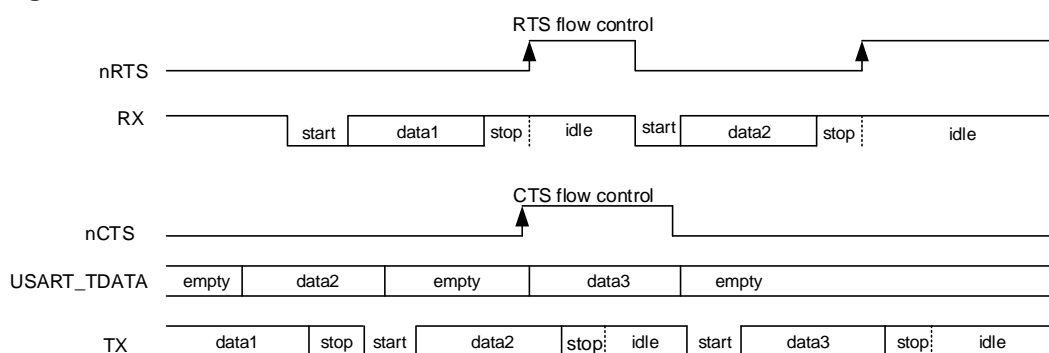 RTS flow control
nRTS
RX start data1 stop idle start data2 stop idle
CTS flow control
nCTS
USART_TDATA empty data2 empty data3 empty
TX data1 stop start data2 stop idle start data3 stop idle